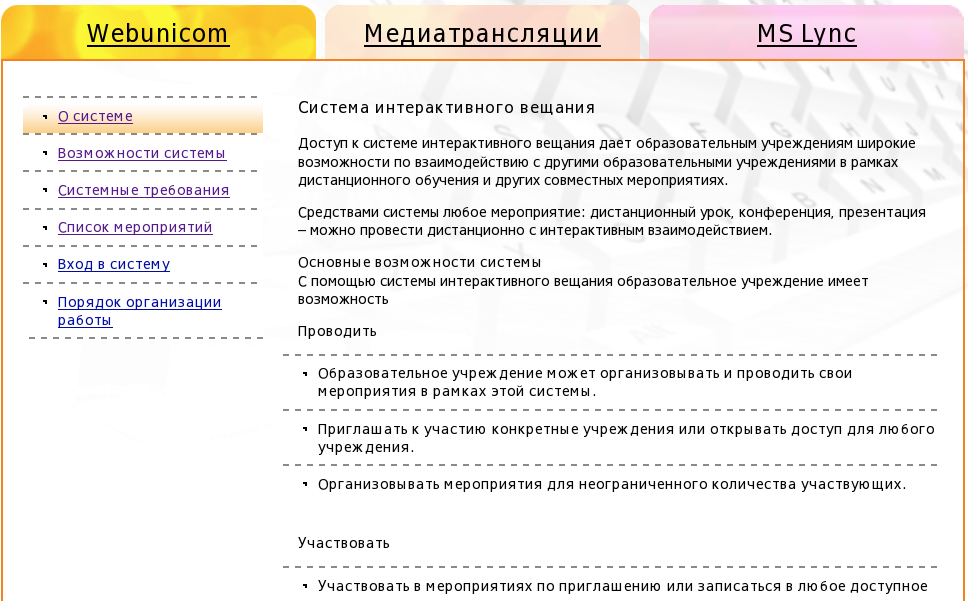 Webunicom
Медиатрансляции
MS Lync
О системе
Возможности системы
Системные требования
Список мероприятий
Вход в систему
Порядок организации
работы
Система интерактивного вещания
Доступ к системе интерактивного вещания дает образовательным учреждениям широкие
возможности по взаимодействию с другими образовательными учреждениями в рамках
дистанционного обучения и других совместных мероприятиях.
Средствами системы любое мероприятие: дистанционный урок, конференция, презентация
– можно провести дистанционно с интерактивным взаимодействием.
Основные возможности системы
С помощью системы интерактивного вещания образовательное учреждение имеет
возможность
Проводить
Образовательное учреждение может организовывать и проводить свои
мероприятия в рамках этой системы.
Приглашать к участию конкретные учреждения или открывать доступ для любого
учреждения.
Организовывать мероприятия для неограниченного количества участвующих.
Участвовать
Участвовать в мероприятиях по приглашению или записаться в любое доступное